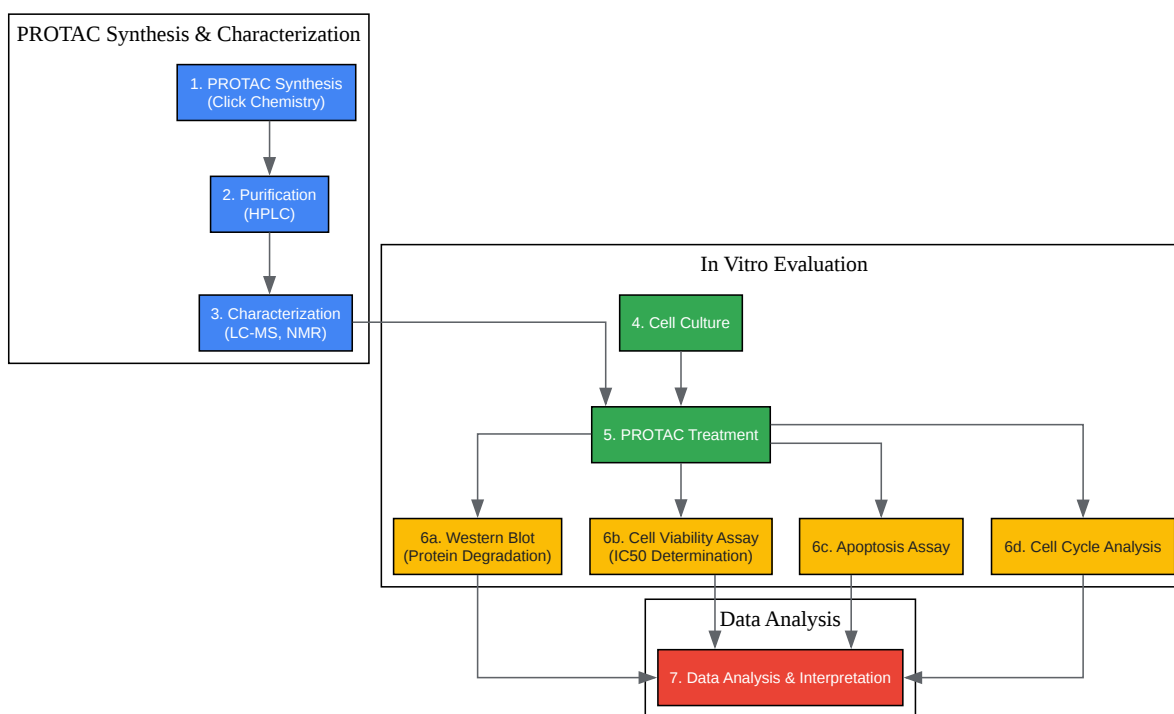 PROTAC Synthesis & Characterization
1. PROTAC Synthesis
(Click Chemistry)
2. Purification
(HPLC)
3. Characterization
(LC-MS, NMR)
In Vitro Evaluation
4. Cell Culture
5. PROTAC Treatment
6a. Western Blot
(Protein Degradation)
6b. Cell Viability Assay
(IC50 Determination)
6c. Apoptosis Assay
6d. Cell Cycle Analysis
Data Analysis
7. Data Analysis & Interpretation